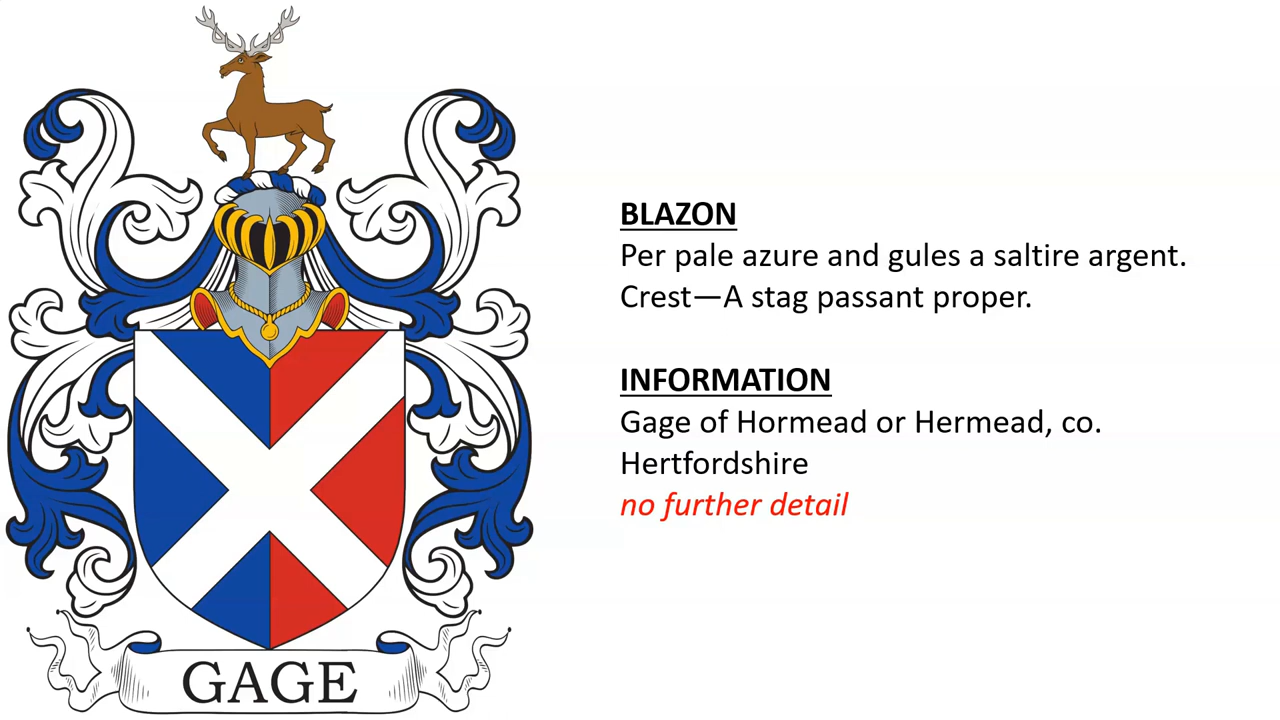 GAGE
BLAZON
Per pale azure and gules a saltire argent.
Crest—A stag passant proper.
INFORMATION
Gage of Hormead or Hermead, co.
Hertfordshire
no further detail